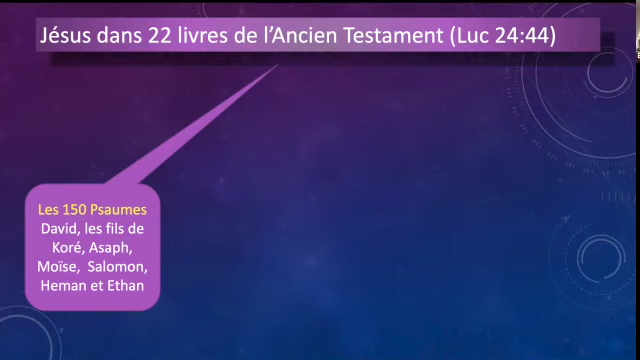 Jésus dans 22 livres de l’Ancien Testament (Luc 24:44)
Les 150 Psaumes
David, les fils de
Koré, Asaph,
Moïse, Salomon,
Heman et Ethan